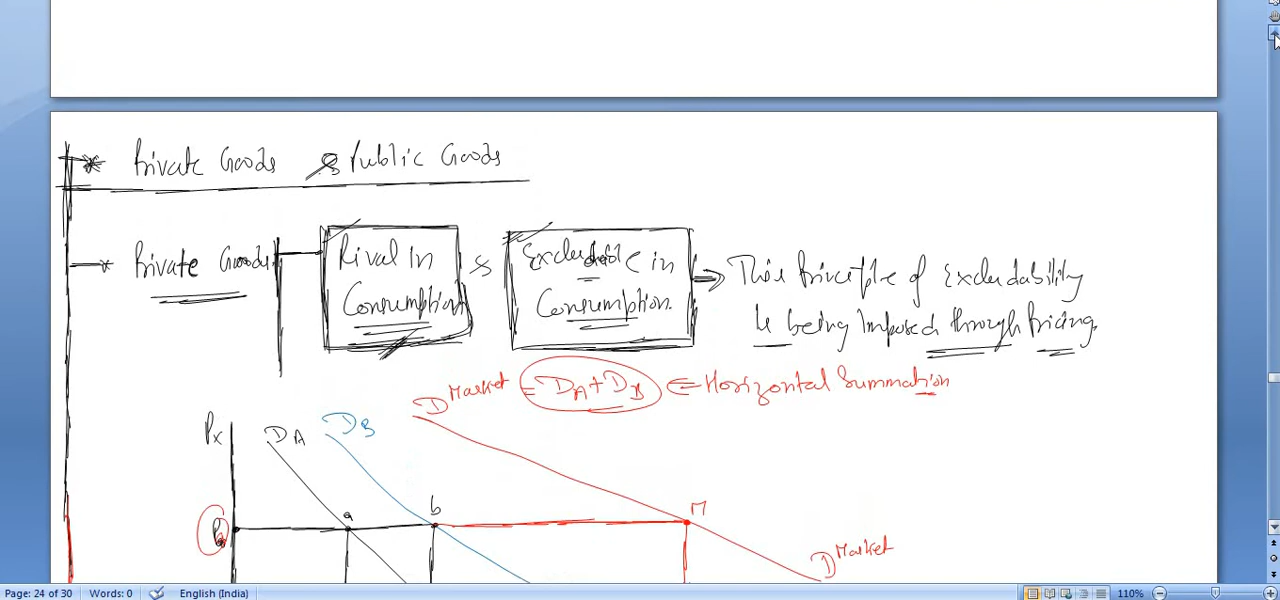 * Private Goods & Public Goods
* Private Goods
Rival In
Consumption
&
Excludable in
Consumption.
⇒ This Principle of Excludability
is being Imposed through Pricing.
D Market = DA + DB ⇐ Horizontal Summation
Px
DA
DB
a
b
M
D Market
Page: 24 of 30
Words: 0
English (India)
110%